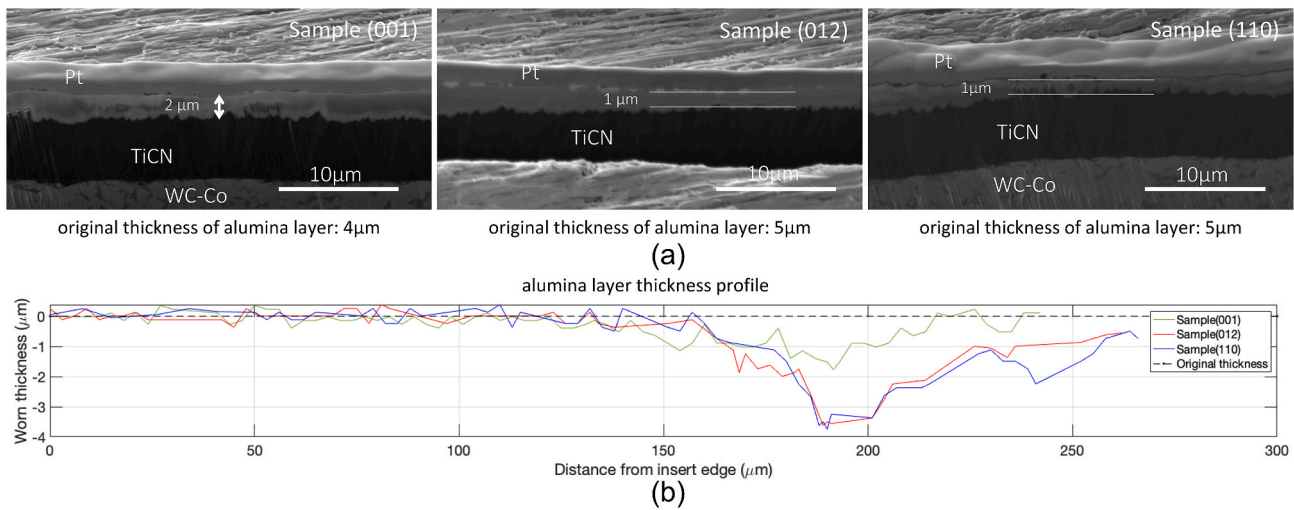 Sample (001)
Pt
2 μm
TiCN
10μm
WC-Co
Sample (012)
Pt
1 μm
TiCN
10μm
Sample (110)
Pt
1μm
TiCN
10μm
WC-Co
original thickness of alumina layer: 4μm
original thickness of alumina layer: 5μm
original thickness of alumina layer: 5μm
(a)
alumina layer thickness profile
Worn thickness (μm)
0
-1
-2
-3
-4
0
50
100
150
200
250
300
Sample(001)
Sample(012)
Sample(110)
Original thickness
Distance from insert edge (μm)
(b)